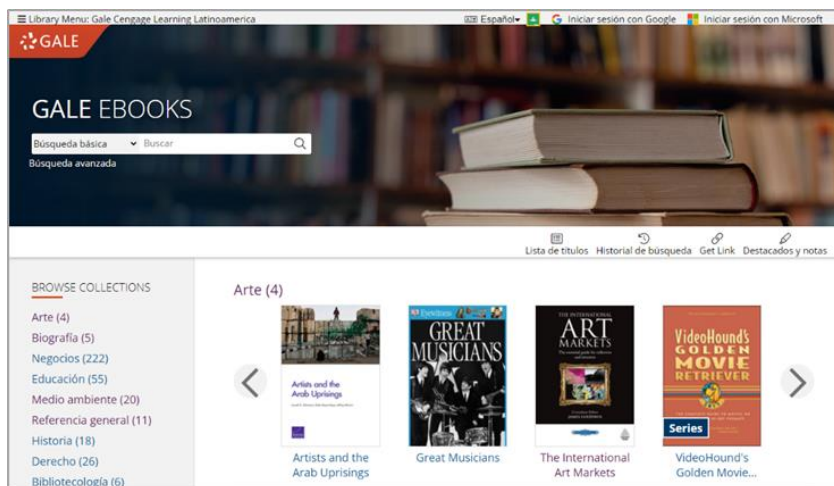 Library Menu: Gale Cengage Learning Latinoamerica
Español
Iniciar sesión con Google
Iniciar sesión con Microsoft
GALE
GALE EBOOKS
Búsqueda básica
Buscar
Búsqueda avanzada
Lista de títulos
Historial de búsqueda
Get Link
Destacados y notas
BROWSE COLLECTIONS
Arte (4)
Biografía (5)
Negocios (222)
Educación (55)
Medio ambiente (20)
Referencia general (11)
Historia (18)
Derecho (26)
Bibliotecología (6)
Arte (4)
Artists and the
Arab Uprisings
Eyewitness
GREAT
MUSICIANS
THE INTERNATIONAL
ART
MARKETS
VideoHound's
GOLDEN
MOVIE
RETRIEVER
Series
Artists and the
Arab Uprisings
Great Musicians
The International
Art Markets
VideoHound's
Golden Movie...